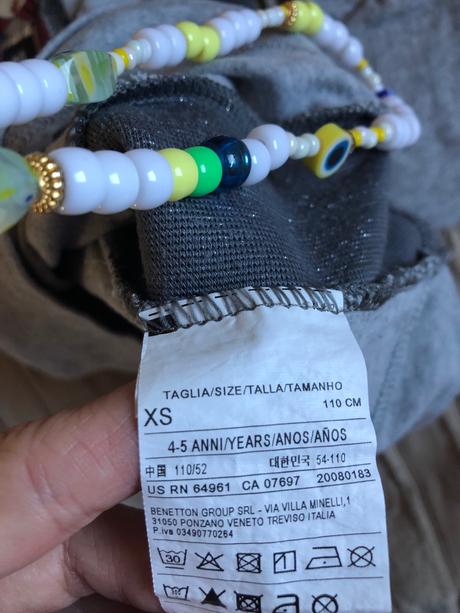 TAGLIA/SIZE/TALLA/TAMANHO
XS 110 CM
4-5 ANNI/YEARS/ANOS/AÑOS
中国 110/52 대한민국 54-110
US RN 64961 CA 07697 20080183
BENETTON GROUP SRL - VIA VILLA MINELLI,1
31050 PONZANO VENETO TREVISO ITALIA
P.iva 03490770264
30